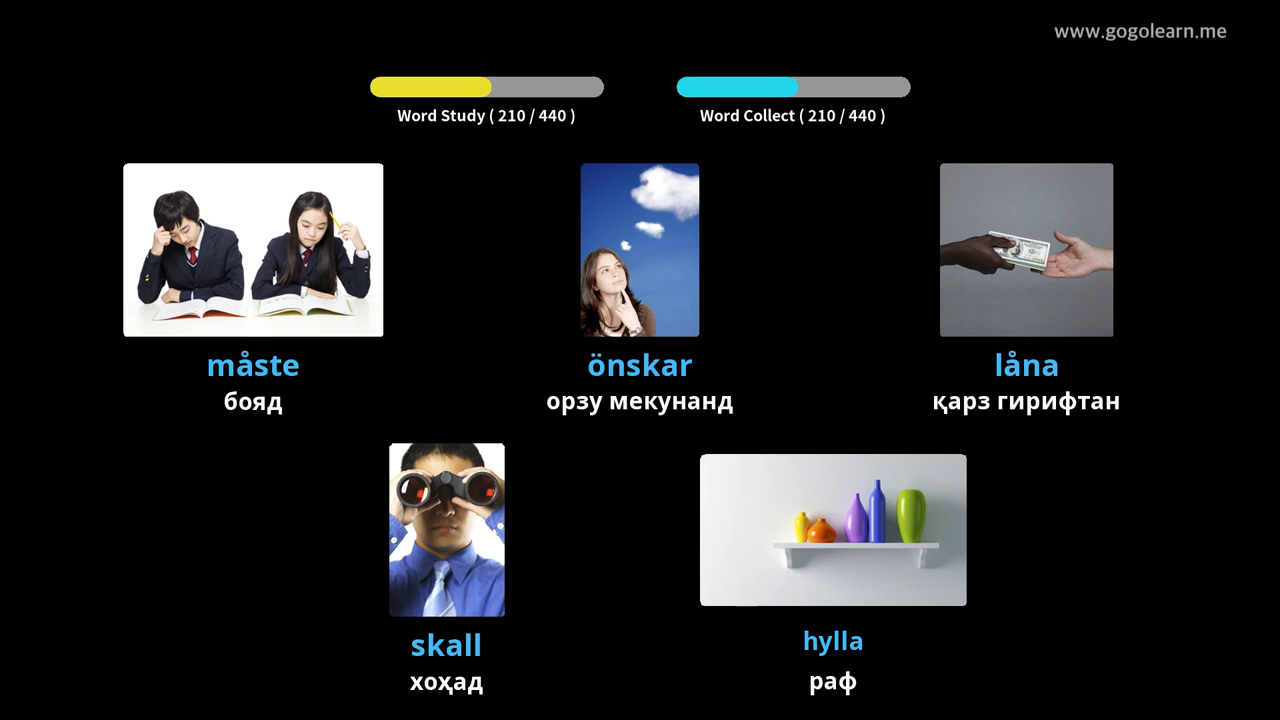 www.gogolearn.me
Word Study ( 210 / 440 )
Word Collect ( 210 / 440 )
måste
бояд
önskar
орзу мекунанд
låna
қарз гирифтан
skall
хоҳад
hylla
раф